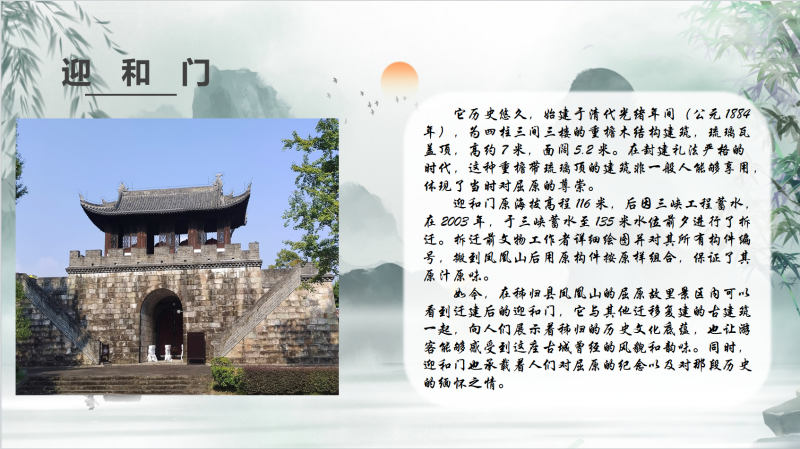 迎和门
它历史悠久，始建于清代光绪年间（公元1884
年），为四柱三间三楼的重檐木结构建筑，琉璃瓦
盖顶，高约7米，面阔5.2米。在封建礼法严格的
时代，这种重檐带琉璃顶的建筑非一般人能够享用，
体现了当时对屈原的尊崇。
迎和门原海拔高程116米，后因三峡工程蓄水，
在2003年，于三峡蓄水至135米水位前夕进行了拆
迁。拆迁前文物工作者详细绘图并对其所有构件编
号，搬到凤凰山后用原构件按原样组合，保证了其
原汁原味。
如今，在秭归县凤凰山的屈原故里景区内可以
看到迁建后的迎和门，它与其他迁移复建的古建筑
一起，向人们展示着秭归的历史文化底蕴，也让游
客能够感受到这座古城曾经的风貌和韵味。同时，
迎和门也承载着人们对屈原的纪念以及对那段历史
的缅怀之情。